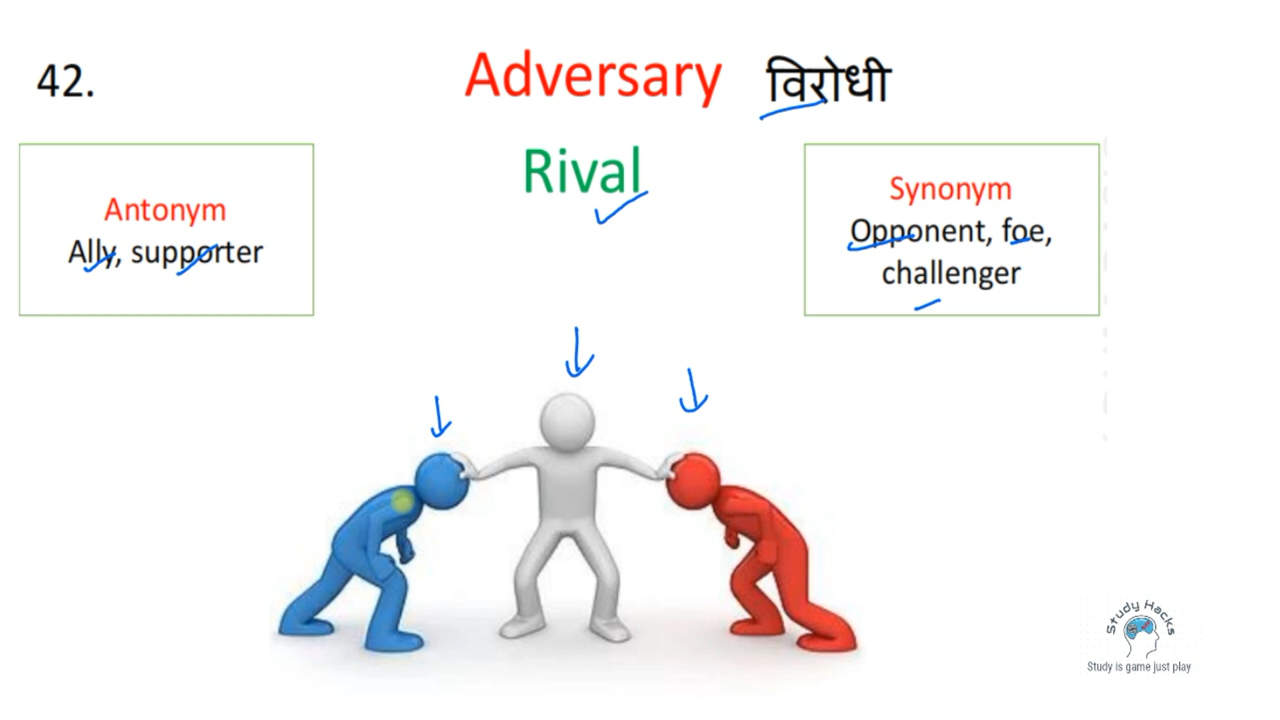 42.
Adversary विरोधी
Rival
Antonym
Ally, supporter
Synonym
Opponent, foe,
challenger
Study Hacks
Study is game just play